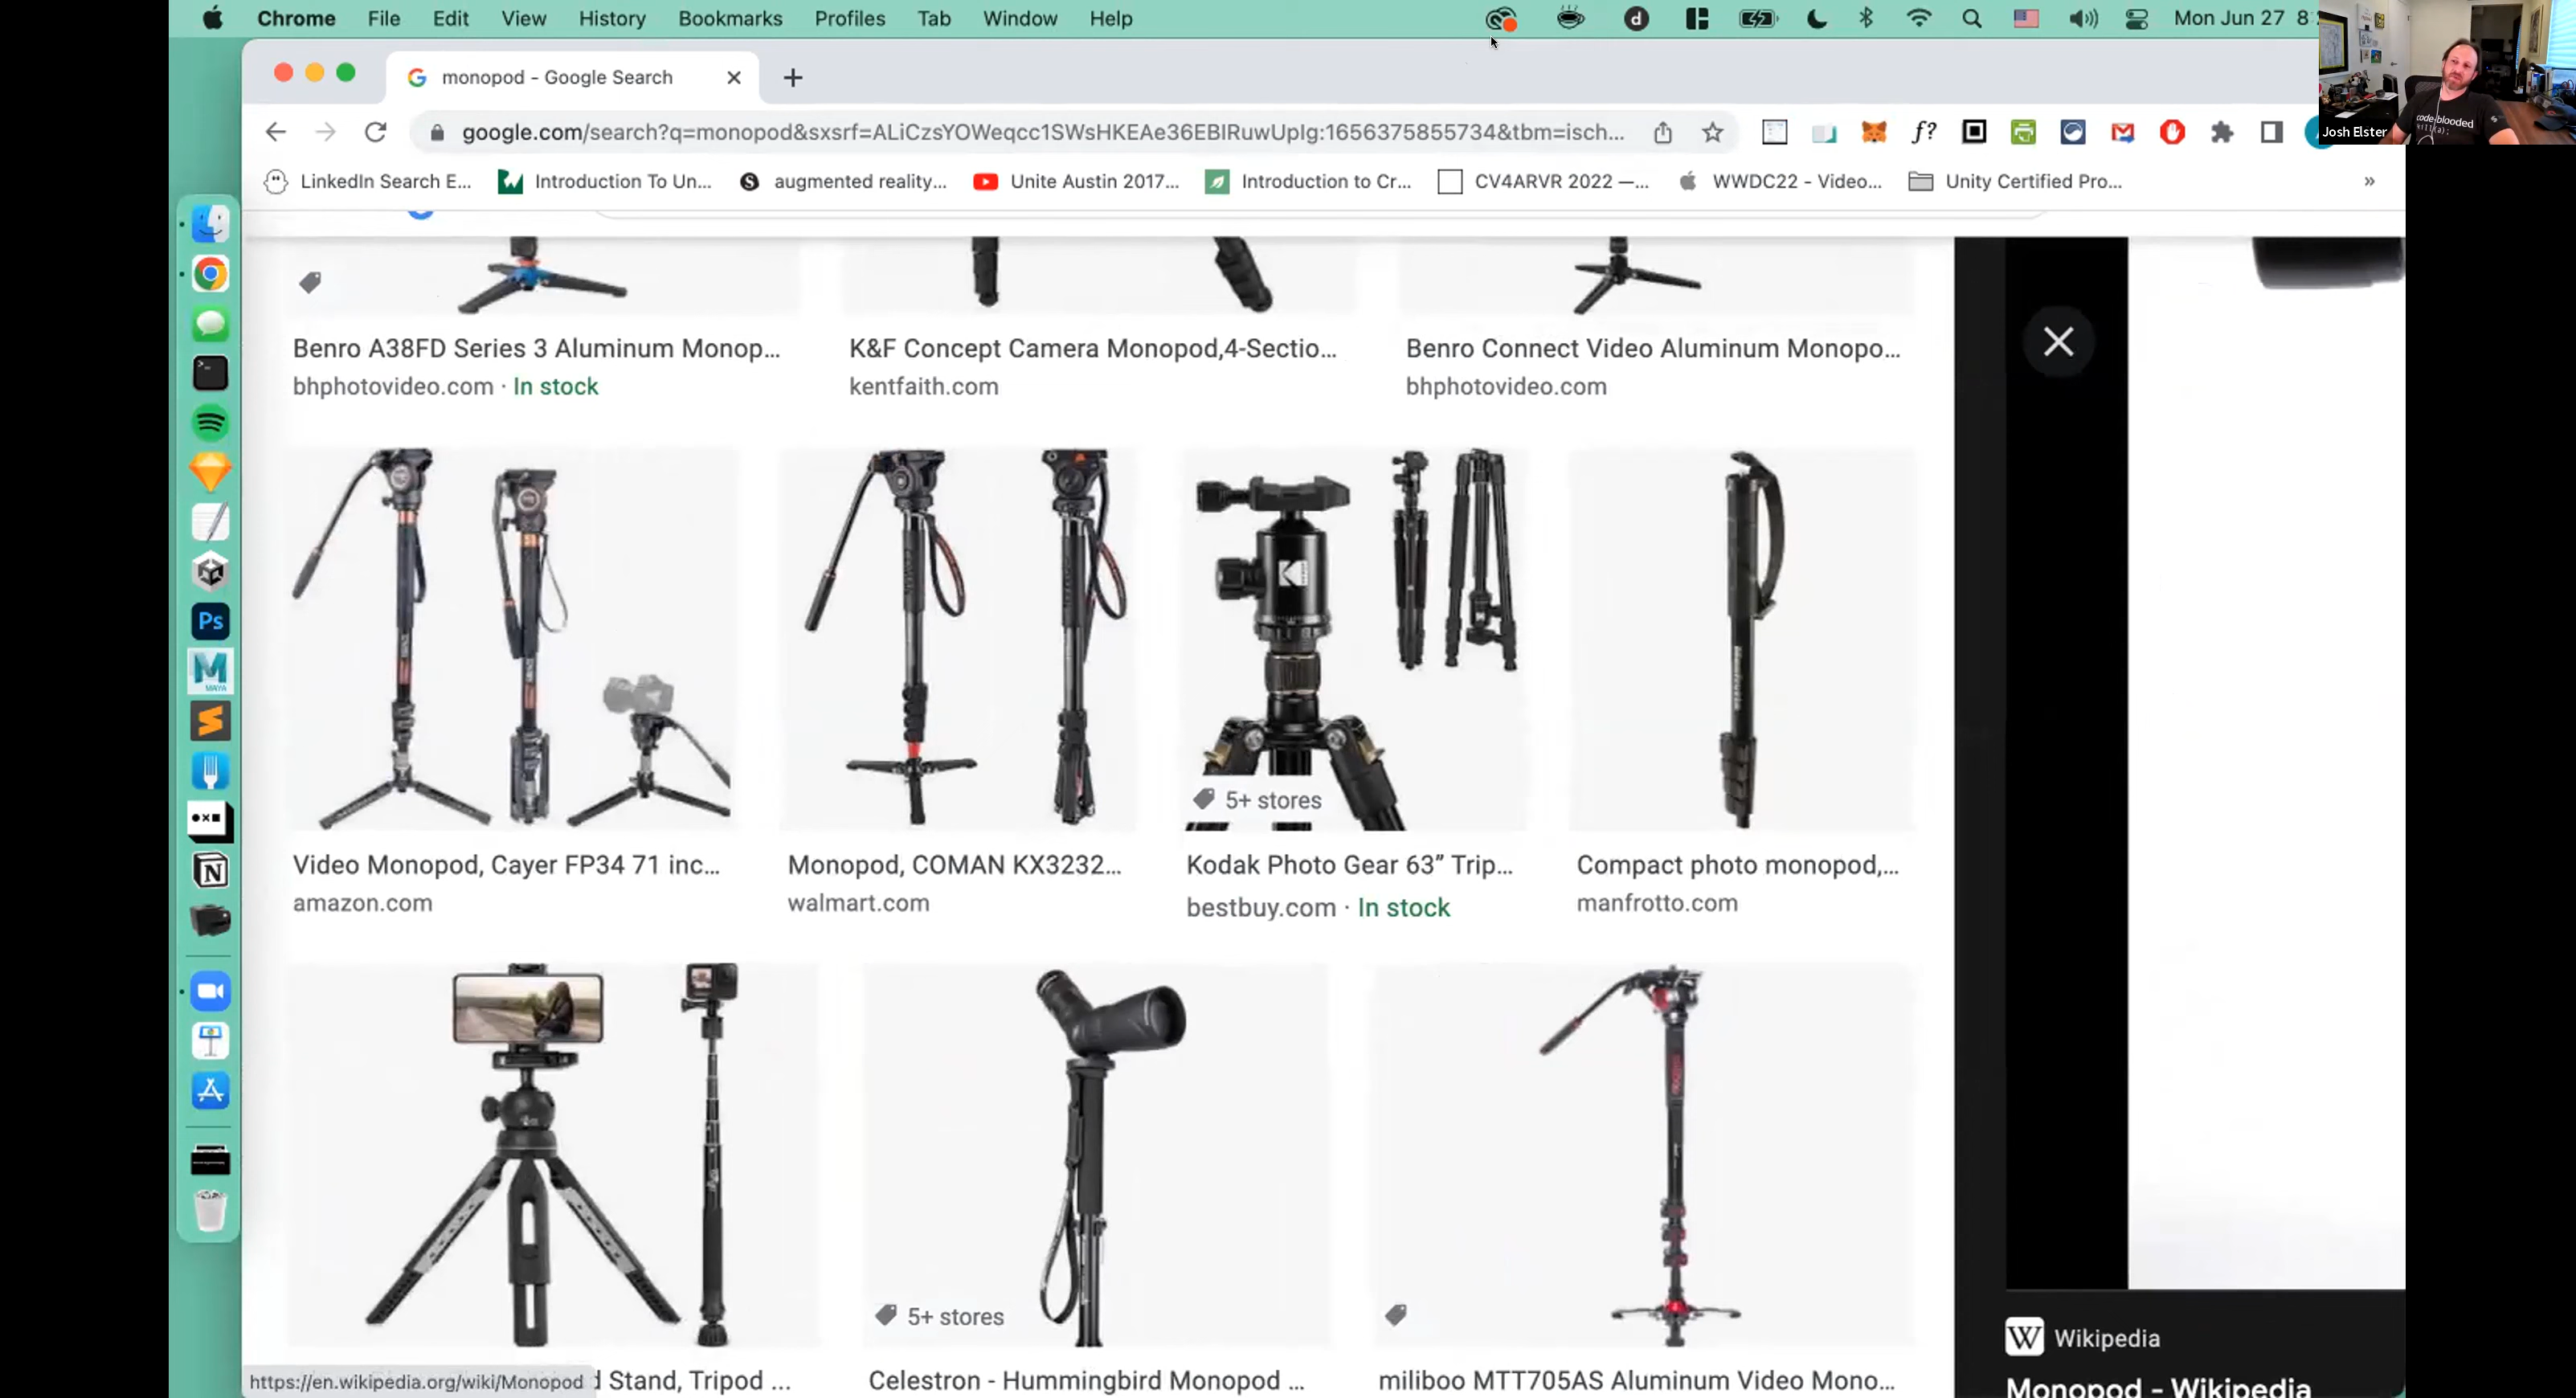 Chrome File Edit View History Bookmarks Profiles Tab Window Help Mon Jun 27 8:
monopod - Google Search
google.com/search?q=monopod&sxsrf=ALiCzsYOWeqcc1SWsHKEAe36EBIRuwUpIg:1656375855734&tbm=isch...
Josh Elster
code blooded
LinkedIn Search E... Introduction To Un... augmented reality... Unite Austin 2017... Introduction to Cr... CV4ARVR 2022 —... WWDC22 - Video... Unity Certified Pro... »
Benro A38FD Series 3 Aluminum Monop... K&F Concept Camera Monopod,4-Sectio... Benro Connect Video Aluminum Monopo...
bhphotovideo.com · In stock kentfaith.com bhphotovideo.com
Ps
MAYA
5+ stores
Video Monopod, Cayer FP34 71 inc... Monopod, COMAN KX3232... Kodak Photo Gear 63” Trip... Compact photo monopod,...
amazon.com walmart.com bestbuy.com · In stock manfrotto.com
5+ stores
W Wikipedia
https://en.wikipedia.org/wiki/Monopod d Stand, Tripod ... Celestron - Hummingbird Monopod ... miliboo MTT705AS Aluminum Video Mono...
Monopod - Wikipedia